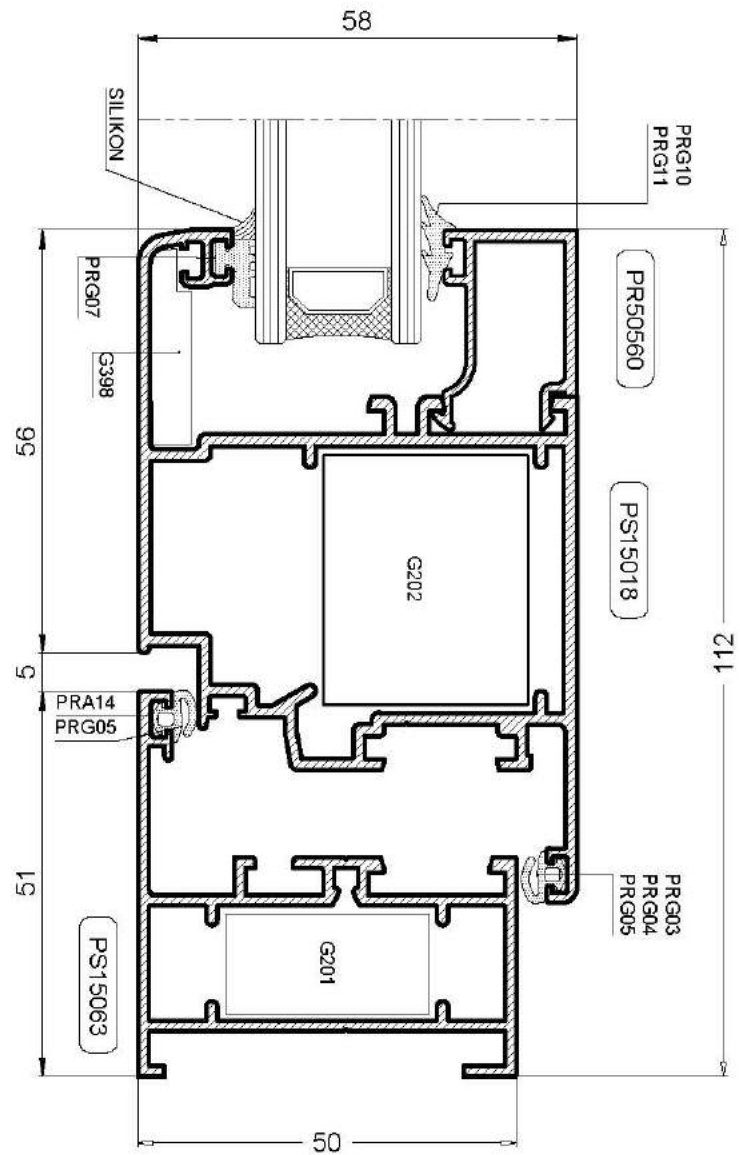 58
SILIKON
PRG10
PRG11
PRG07
G398
PR50560
56
PS15018
G202
112
5
PRA14
PRG05
51
PRG03
PRG04
PRG05
PS15063
G201
50